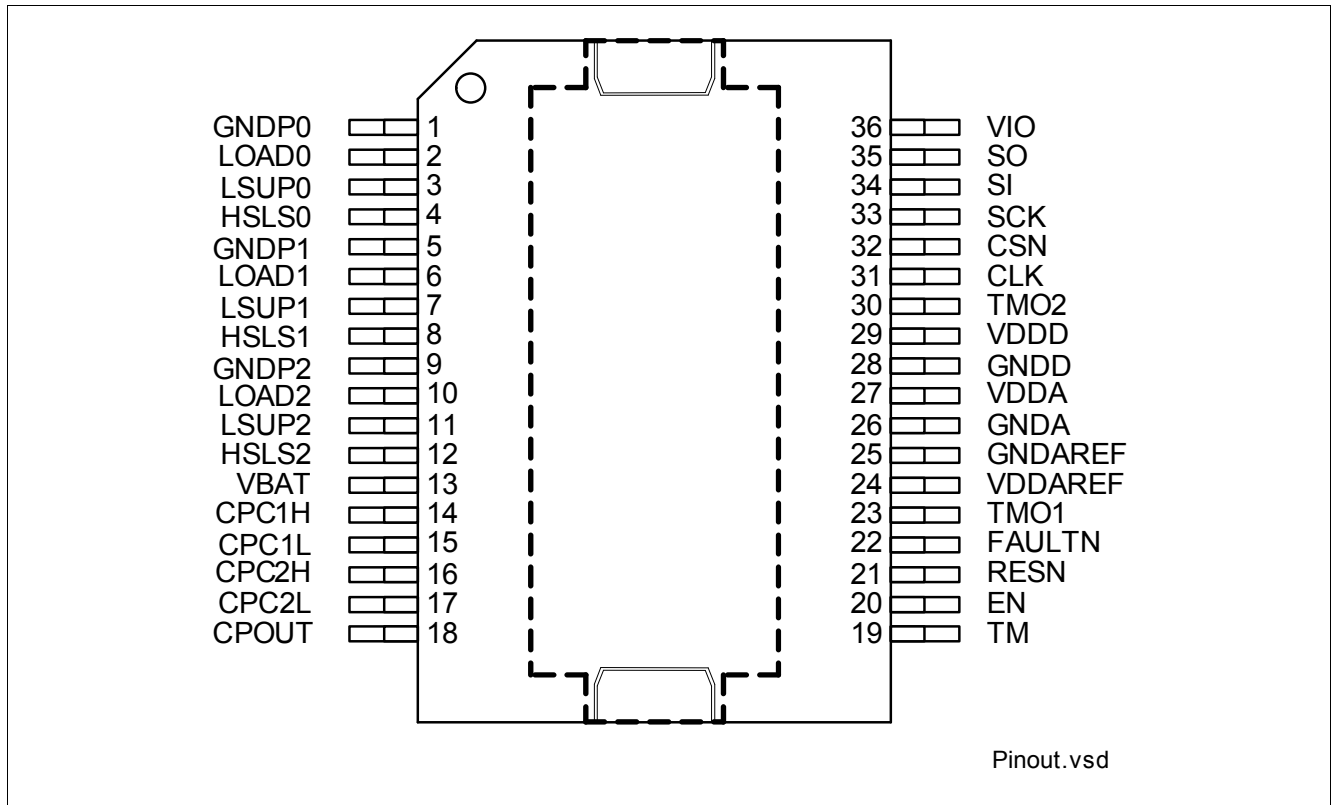 GNDP0 1 36 VIO
LOAD0 2 35 SO
LSUP0 3 34 SI
HSLS0 4 33 SCK
GNDP1 5 32 CSN
LOAD1 6 31 CLK
LSUP1 7 30 TMO2
HSLS1 8 29 VDDD
GNDP2 9 28 GNDD
LOAD2 10 27 VDDA
LSUP2 11 26 GNDA
HSLS2 12 25 GNDAREF
VBAT 13 24 VDDAREF
CPC1H 14 23 TMO1
CPC1L 15 22 FAULTN
CPC2H 16 21 RESN
CPC2L 17 20 EN
CPOUT 18 19 TM
Pinout.vsd